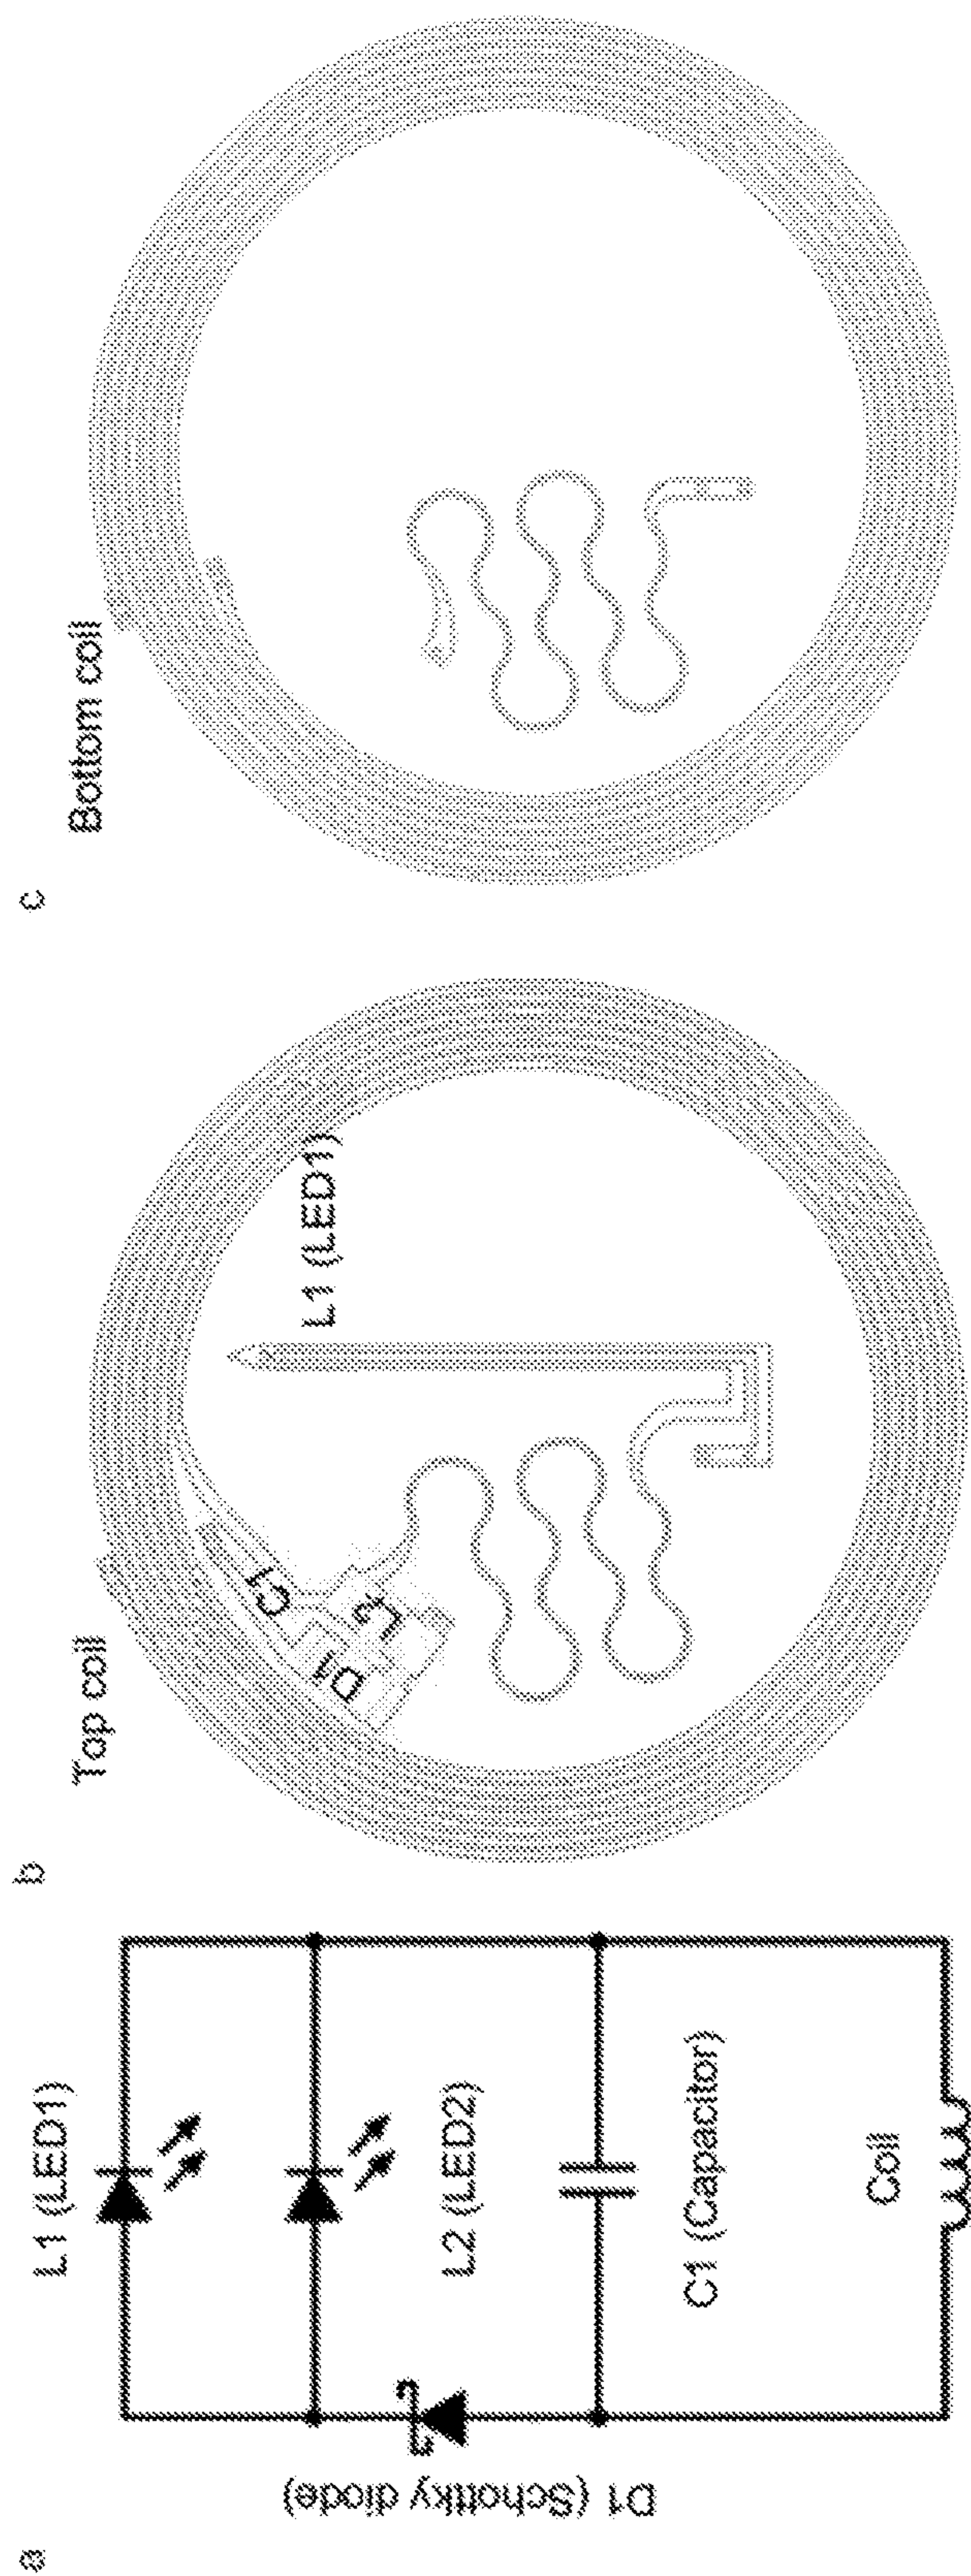 a
L1 (LED1)
L2 (LED2)
D1 (Schottky diode)
C1 (Capacitor)
Coil
b
Top coil
C1
L2
D1
L1 (LED1)
c
Bottom coil